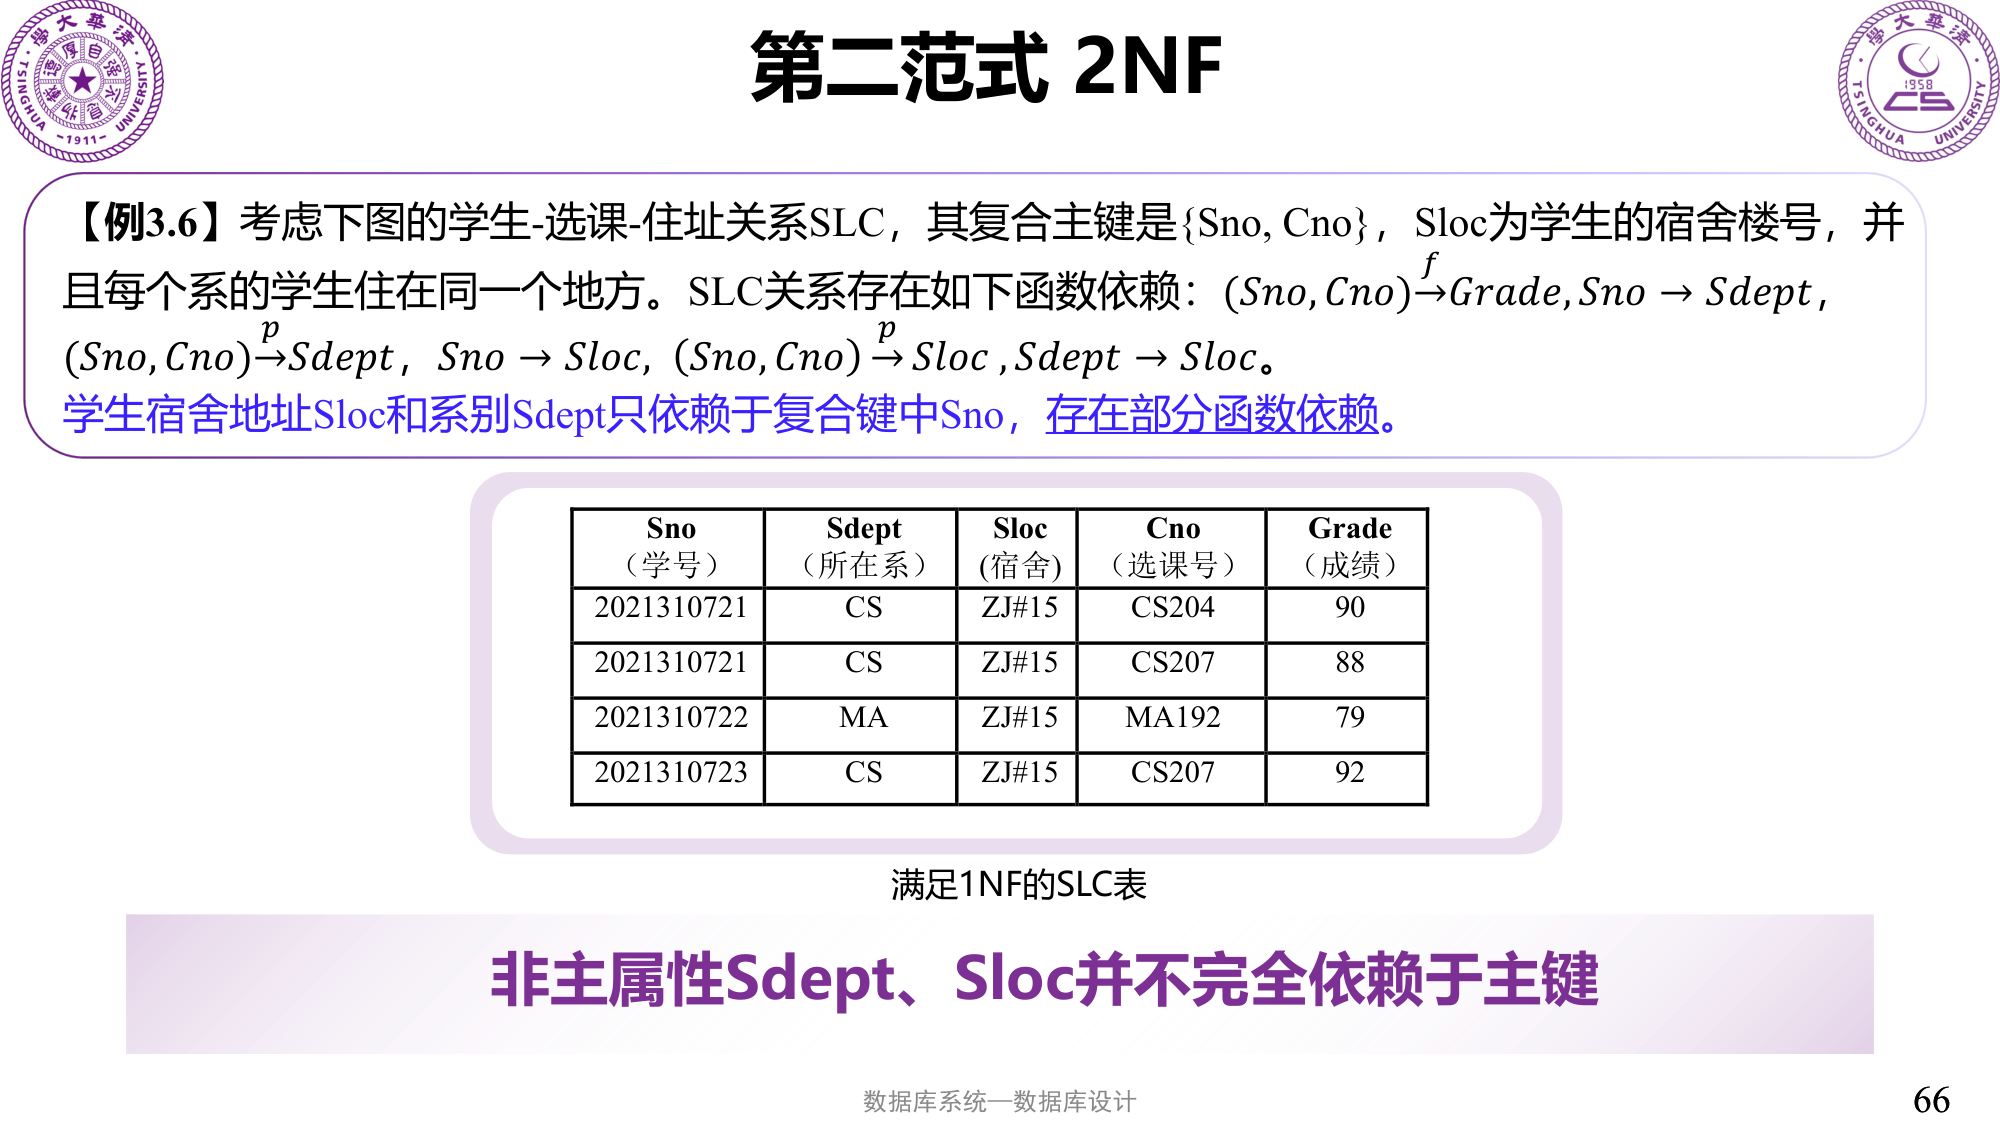 第二范式 2NF
【例3.6】考虑下图的学生-选课-住址关系SLC，其复合主键是{Sno, Cno}，Sloc为学生的宿舍楼号，并
且每个系的学生住在同一个地方。SLC关系存在如下函数依赖：(Sno, Cno) f→ Grade, Sno → Sdept,
(Sno, Cno) p→ Sdept, Sno → Sloc, (Sno, Cno) p→ Sloc , Sdept → Sloc。
学生宿舍地址Sloc和系别Sdept只依赖于复合键中Sno，存在部分函数依赖。
Sno Sdept Sloc Cno Grade
（学号） （所在系） (宿舍) （选课号） （成绩）
2021310721 CS ZJ#15 CS204 90
2021310721 CS ZJ#15 CS207 88
2021310722 MA ZJ#15 MA192 79
2021310723 CS ZJ#15 CS207 92
满足1NF的SLC表
非主属性Sdept、Sloc并不完全依赖于主键
数据库系统—数据库设计
66
TSINGHUA UNIVERSITY
-1911-
1958
TSINGHUA UNIVERSITY